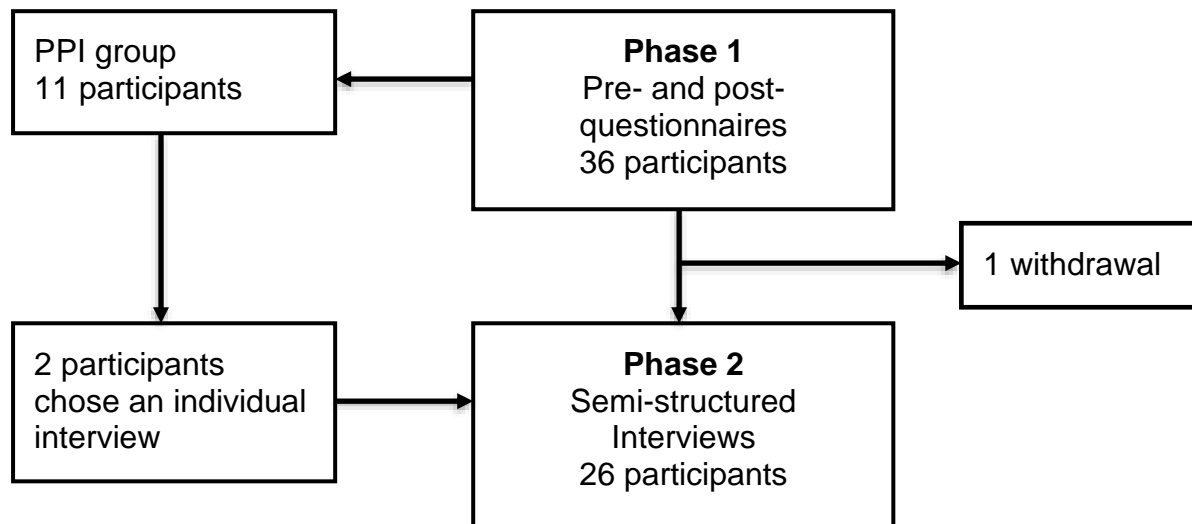 PPI group
11 participants
Phase 1
Pre- and post-
questionnaires
36 participants
1 withdrawal
2 participants
chose an individual
interview
Phase 2
Semi-structured
Interviews
26 participants